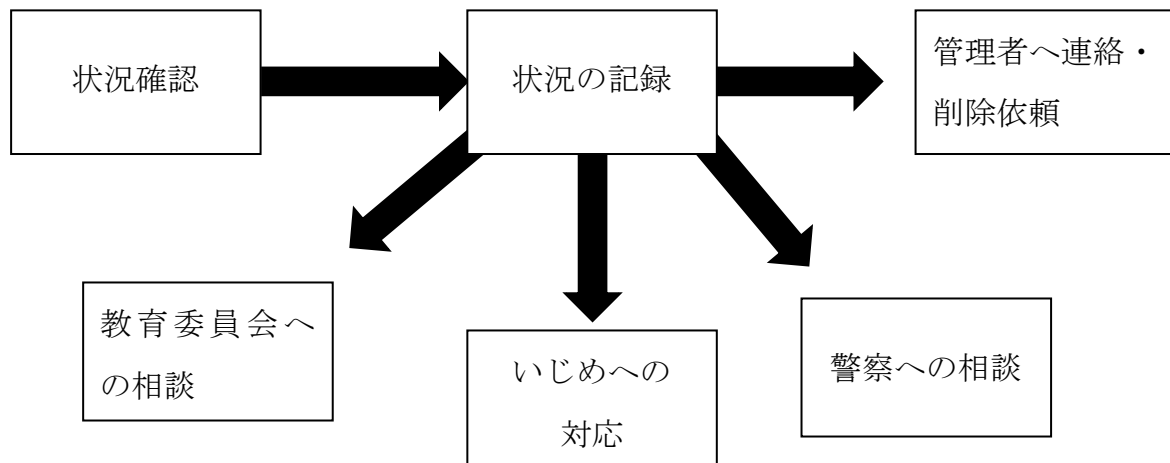 状況確認
状況の記録
管理者へ連絡・
削除依頼
教育委員会へ
の相談
いじめへの
対応
警察への相談